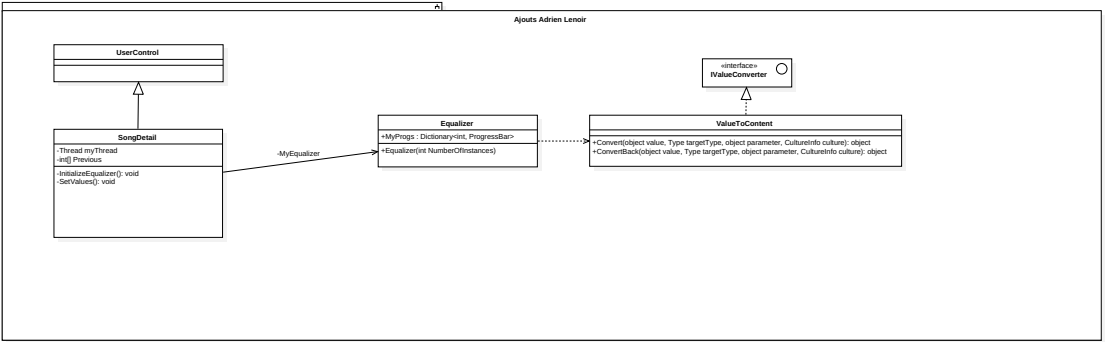 Ajouts Adrien Lenoir
UserControl
«interface»
IValueConverter
SongDetail
-Thread myThread
-int[] Previous
-InitializeEqualizer(): void
-SetValues(): void
-MyEqualizer
Equalizer
+MyProgs : Dictionary<int, ProgressBar>
+Equalizer(int NumberOfInstances)
ValueToContent
+Convert(object value, Type targetType, object parameter, CultureInfo culture): object
+ConvertBack(object value, Type targetType, object parameter, CultureInfo culture): object